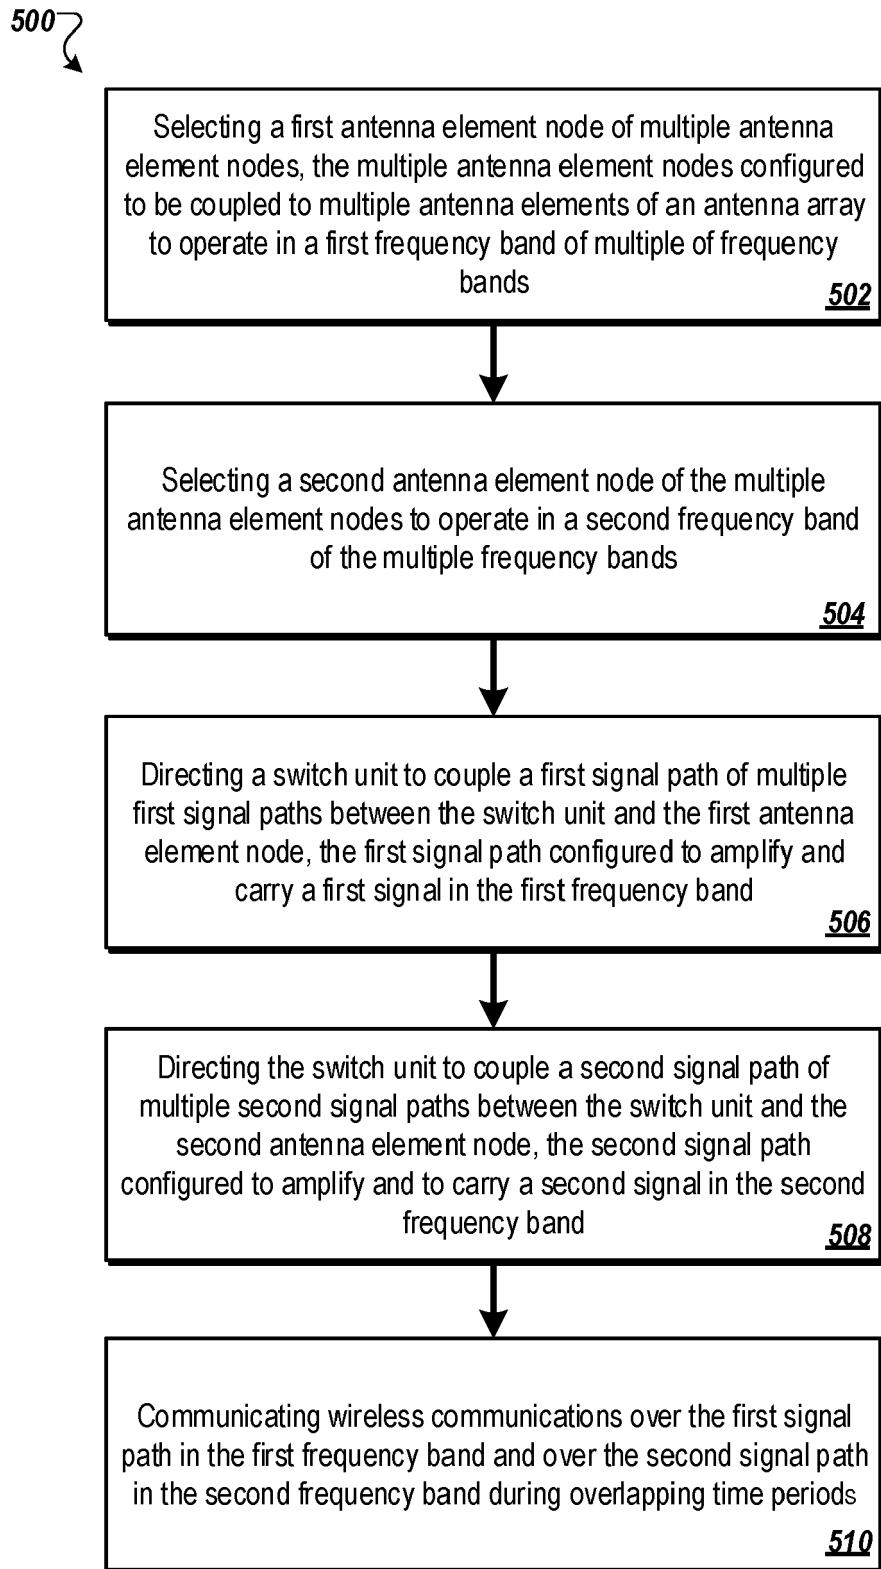 500
Selecting a first antenna element node of multiple antenna
element nodes, the multiple antenna element nodes configured
to be coupled to multiple antenna elements of an antenna array
to operate in a first frequency band of multiple of frequency
bands
502
Selecting a second antenna element node of the multiple
antenna element nodes to operate in a second frequency band
of the multiple frequency bands
504
Directing a switch unit to couple a first signal path of multiple
first signal paths between the switch unit and the first antenna
element node, the first signal path configured to amplify and
carry a first signal in the first frequency band
506
Directing the switch unit to couple a second signal path of
multiple second signal paths between the switch unit and the
second antenna element node, the second signal path
configured to amplify and to carry a second signal in the second
frequency band
508
Communicating wireless communications over the first signal
path in the first frequency band and over the second signal path
in the second frequency band during overlapping time periods
510